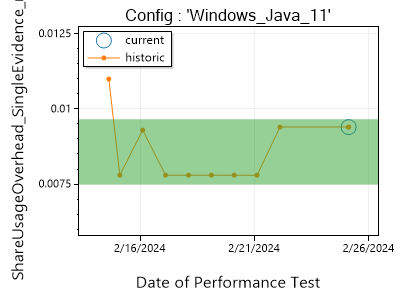 Config : 'Windows_Java_11'
ShareUsageOverhead_SingleEvidence_
0.0125
0.01
0.0075
current
historic
2/16/2024
2/21/2024
2/26/2024
Date of Performance Test